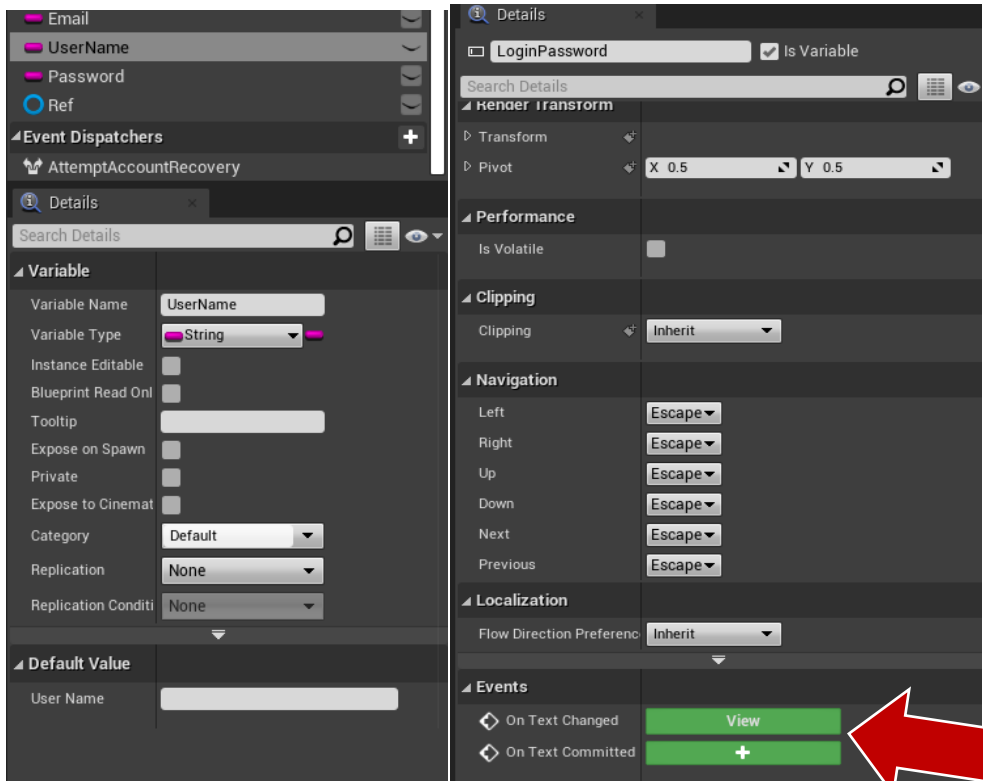 Email
UserName
Password
Ref
Event Dispatchers
AttemptAccountRecovery
Details
Search Details
Variable
Variable Name UserName
Variable Type String
Instance Editable
Blueprint Read Onl
Tooltip
Expose on Spawn
Private
Expose to Cinemat
Category Default
Replication None
Replication Conditi None
Default Value
User Name
Details
LoginPassword Is Variable
Search Details
Render Transform
Transform
Pivot X 0.5 Y 0.5
Performance
Is Volatile
Clipping
Clipping Inherit
Navigation
Left Escape
Right Escape
Up Escape
Down Escape
Next Escape
Previous Escape
Localization
Flow Direction Preferenc Inherit
Events
On Text Changed View
On Text Committed +